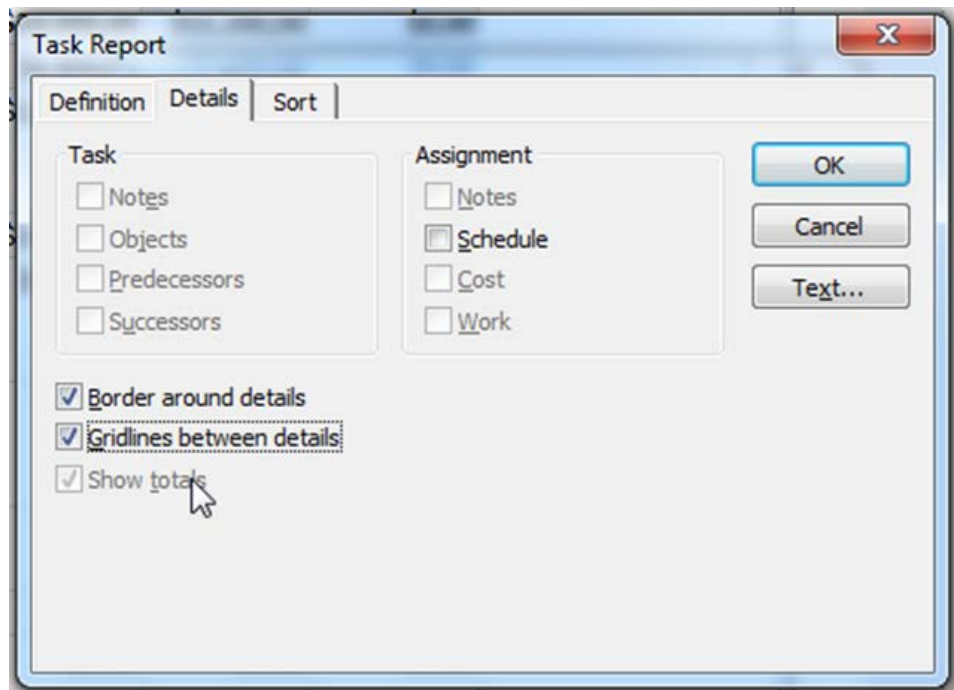 Task Report
Definition Details Sort
Task
Notes
Objects
Predecessors
Successors
Assignment
Notes
Schedule
Cost
Work
OK
Cancel
Text...
Border around details
Gridlines between details
Show totals